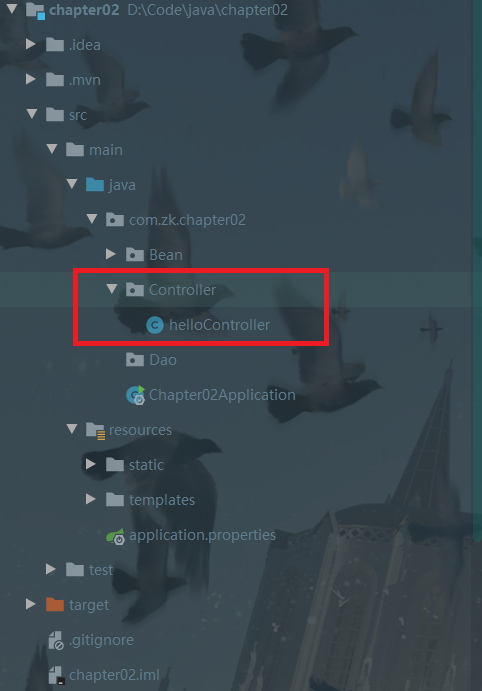 chapter02 D:\Code\java\chapter02
.idea
.mvn
src
main
java
com.zk.chapter02
Bean
Controller
helloController
Dao
Chapter02Application
resources
static
templates
application.properties
test
target
.gitignore
chapter02.iml